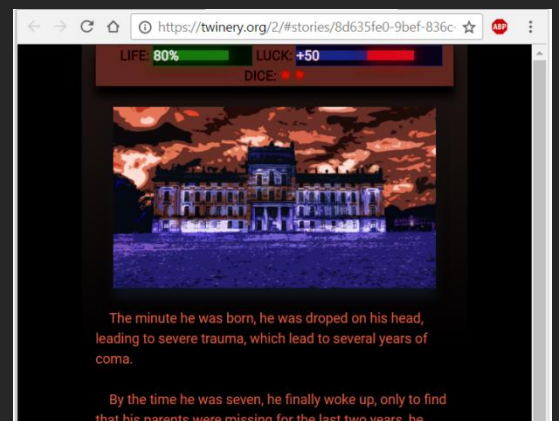 https://twinery.org/2/#stories/8d635fe0-9bef-836c-
ABP
LIFE: 80% LUCK: +50
DICE:
The minute he was born, he was droped on his head,
leading to severe trauma, which lead to several years of
coma.
By the time he was seven, he finally woke up, only to find
that his parents were missing for the last two years, he